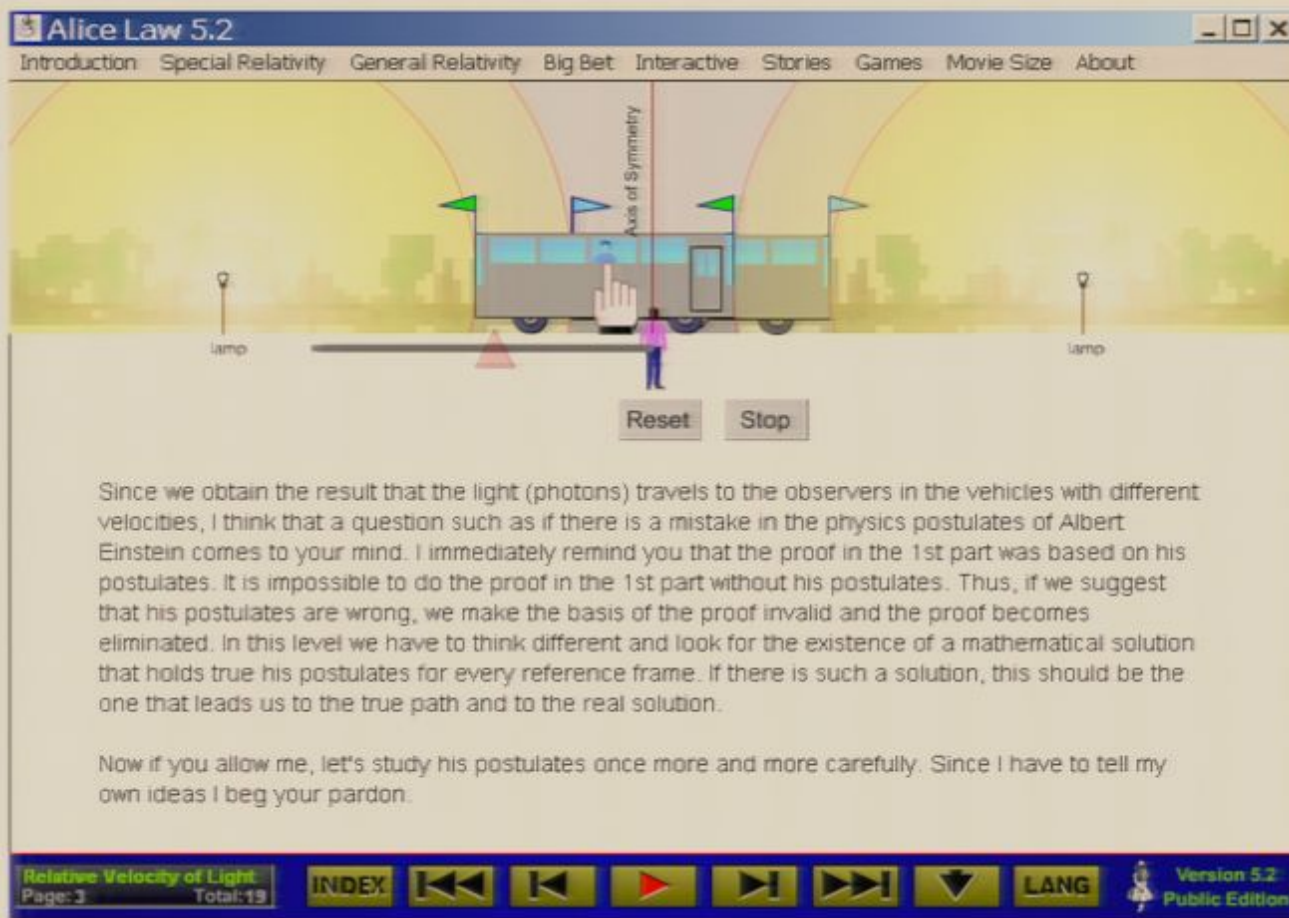 Alice Law 5.2
Introduction Special Relativity General Relativity Big Bet Interactive Stories Games Movie Size About
Axis of Symmetry
lamp
lamp
Reset Stop
Since we obtain the result that the light (photons) travels to the observers in the vehicles with different
velocities, I think that a question such as if there is a mistake in the physics postulates of Albert
Einstein comes to your mind. I immediately remind you that the proof in the 1st part was based on his
postulates. It is impossible to do the proof in the 1st part without his postulates. Thus, if we suggest
that his postulates are wrong, we make the basis of the proof invalid and the proof becomes
eliminated. In this level we have to think different and look for the existence of a mathematical solution
that holds true his postulates for every reference frame. If there is such a solution, this should be the
one that leads us to the true path and to the real solution.
Now if you allow me, let's study his postulates once more and more carefully. Since I have to tell my
own ideas I beg your pardon.
Relative Velocity of Light
Page:3 Total:19
INDEX
LANG
Version 5.2
Public Edition